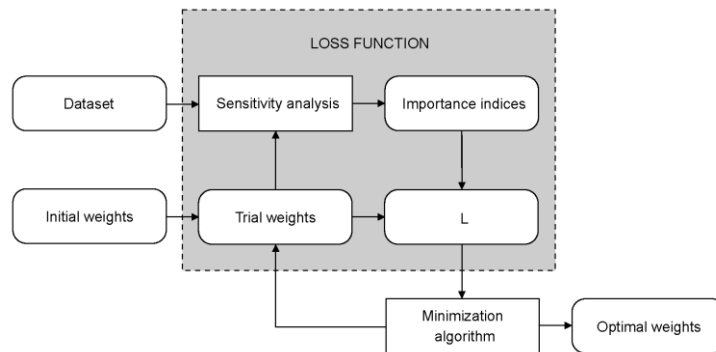 LOSS FUNCTION
Dataset
Sensitivity analysis
Importance indices
Initial weights
Trial weights
L
Minimization
algorithm
Optimal weights